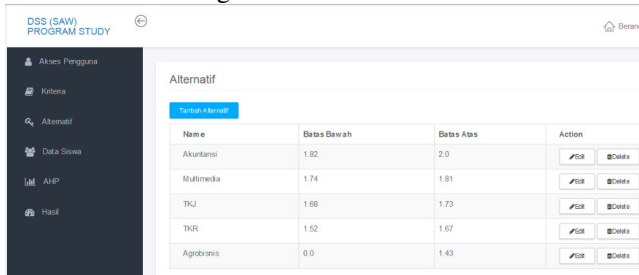 DSS (SAW)
PROGRAM STUDY
Akses Pengguna
Kriteria
Alternatif
Data Siswa
AHP
Hasil
Alternatif
Tambah Alternatif
Name Batas Bawah Batas Atas Action
Akuntansi 1.82 2.0 Edit Delete
Multimedia 1.74 1.81 Edit Delete
TKJ 1.68 1.73 Edit Delete
TKR 1.52 1.67 Edit Delete
Agrobisnis 0.0 1.43 Edit Delete